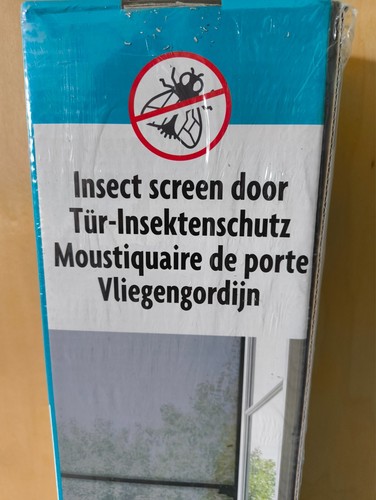 Insect screen door
Tür-Insektenschutz
Moustiquaire de porte
Vliegengordijn